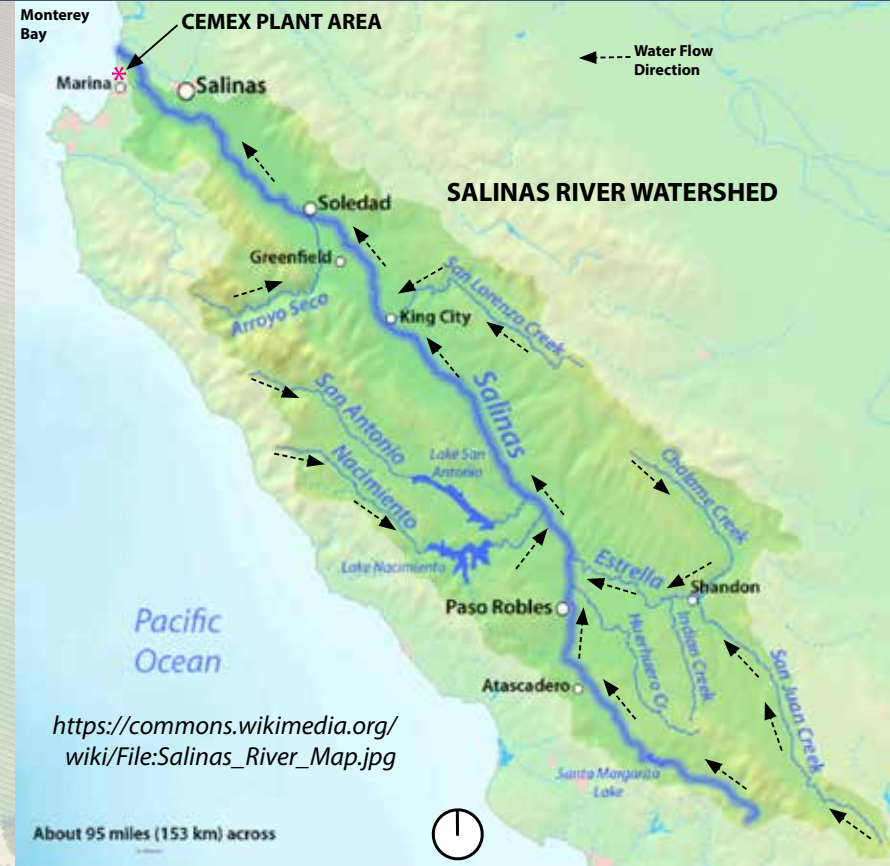 Monterey
Bay
CEMEX PLANT AREA
Water Flow
Direction
Marina
Salinas
SALINAS RIVER WATERSHED
Soledad
Greenfield
San Lorenzo Creek
Arroyo Seco
King City
San Antonio
Salinas
Nacimiento
Lake San
Antonio
Cholame Creek
Lake Nacimiento
Estrella
Shandon
Paso Robles
Huerhuero Cr
Indian Creek
Pacific
Ocean
San Juan Creek
Atascadero
https://commons.wikimedia.org/
wiki/File:Salinas_River_Map.jpg
Santa Margarita
Lake
About 95 miles (153 km) across